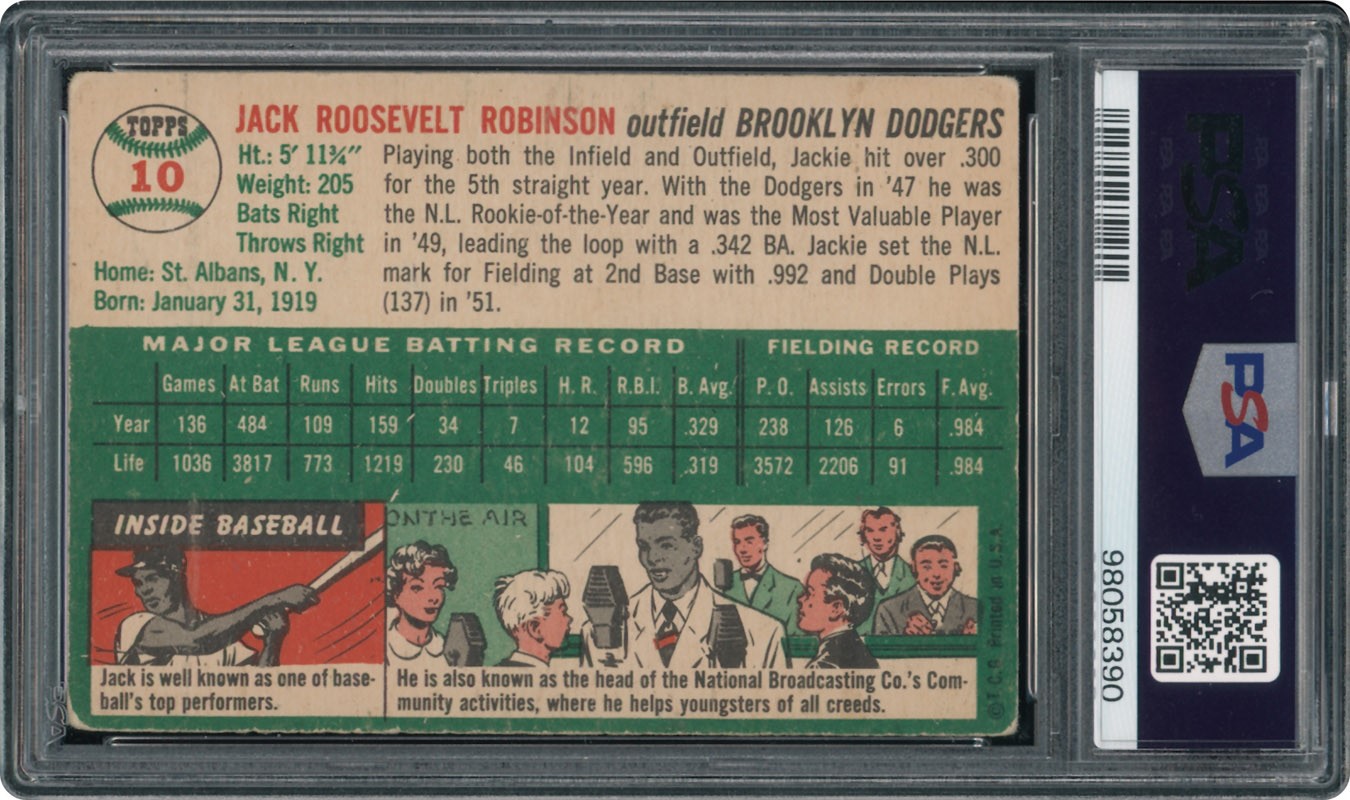 TOPPS
10
JACK ROOSEVELT ROBINSON outfield BROOKLYN DODGERS
Ht.: 5' 11¾"
Weight: 205
Bats Right
Throws Right
Home: St. Albans, N. Y.
Born: January 31, 1919
Playing both the Infield and Outfield, Jackie hit over .300
for the 5th straight year. With the Dodgers in '47 he was
the N.L. Rookie-of-the-Year and was the Most Valuable Player
in '49, leading the loop with a .342 BA. Jackie set the N.L.
mark for Fielding at 2nd Base with .992 and Double Plays
(137) in '51.
MAJOR LEAGUE BATTING RECORD FIELDING RECORD
Games At Bat Runs Hits Doubles Triples H. R. R.B.I. B. Avg. P. O. Assists Errors F. Avg.
Year 136 484 109 159 34 7 12 95 .329 238 126 6 .984
Life 1036 3817 773 1219 230 46 104 596 .319 3572 2206 91 .984
INSIDE BASEBALL
ON THE AIR
Jack is well known as one of base-
ball's top performers.
He is also known as the head of the National Broadcasting Co.'s Com-
munity activities, where he helps youngsters of all creeds.
© T. C. G. Printed in U.S.A.
PSA
PSA
98058390